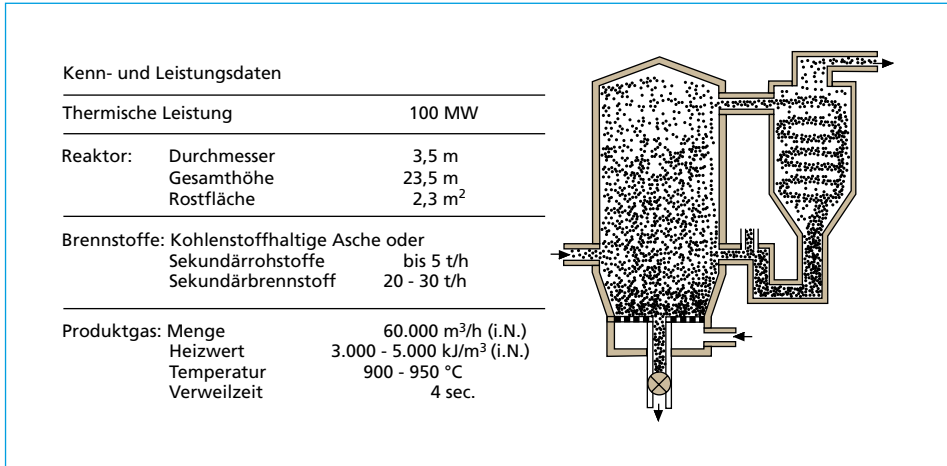 Kenn- und Leistungsdaten
Thermische Leistung 100 MW
Reaktor: Durchmesser 3,5 m
Gesamthöhe 23,5 m
Rostfläche 2,3 m²
Brennstoffe: Kohlenstoffhaltige Asche oder
Sekundärrohstoffe bis 5 t/h
Sekundärbrennstoff 20 - 30 t/h
Produktgas: Menge 60.000 m³/h (i.N.)
Heizwert 3.000 - 5.000 kJ/m³ (i.N.)
Temperatur 900 - 950 °C
Verweilzeit 4 sec.